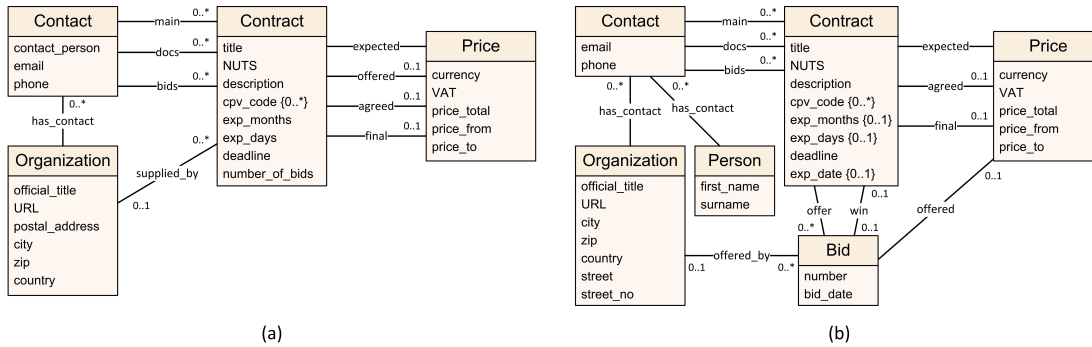 Contact
contact_person
email
phone
main
0..*
docs
0..*
bids
0..*
Contract
title
NUTS
description
cpv_code {0..*}
exp_months
exp_days
deadline
number_of_bids
expected
offered
0..1
agreed
0..1
final
0..1
Price
currency
VAT
price_total
price_from
price_to
0..*
has_contact
Organization
official_title
URL
postal_address
city
zip
country
0..*
supplied_by
0..1
(a)
Contact
email
phone
main
0..*
docs
0..*
bids
0..*
Contract
title
NUTS
description
cpv_code {0..*}
exp_months {0..1}
exp_days {0..1}
deadline
exp_date {0..1}
expected
agreed
0..1
final
0..1
Price
currency
VAT
price_total
price_from
price_to
0..*
has_contact
0..*
has_contact
Organization
official_title
URL
city
zip
country
street
street_no
Person
first_name
surname
offer
0..*
0..1
win
0..1
0..1
offered
0..1
offered_by
0..*
Bid
number
bid_date
(b)